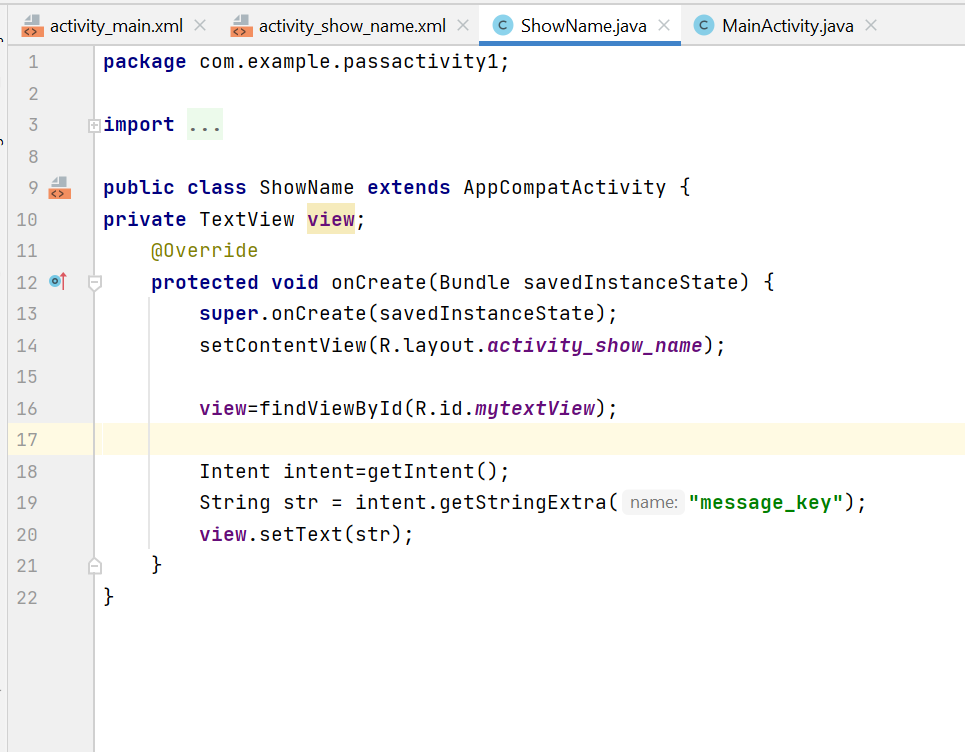 activity_main.xml activity_show_name.xml ShowName.java MainActivity.java
1 package com.example.passactivity1;
2
3 import ...
8
9 public class ShowName extends AppCompatActivity {
10 private TextView view;
11 @Override
12 protected void onCreate(Bundle savedInstanceState) {
13 super.onCreate(savedInstanceState);
14 setContentView(R.layout.activity_show_name);
15
16 view=findViewById(R.id.mytextView);
17
18 Intent intent=getIntent();
19 String str = intent.getStringExtra( name: "message_key");
20 view.setText(str);
21 }
22 }